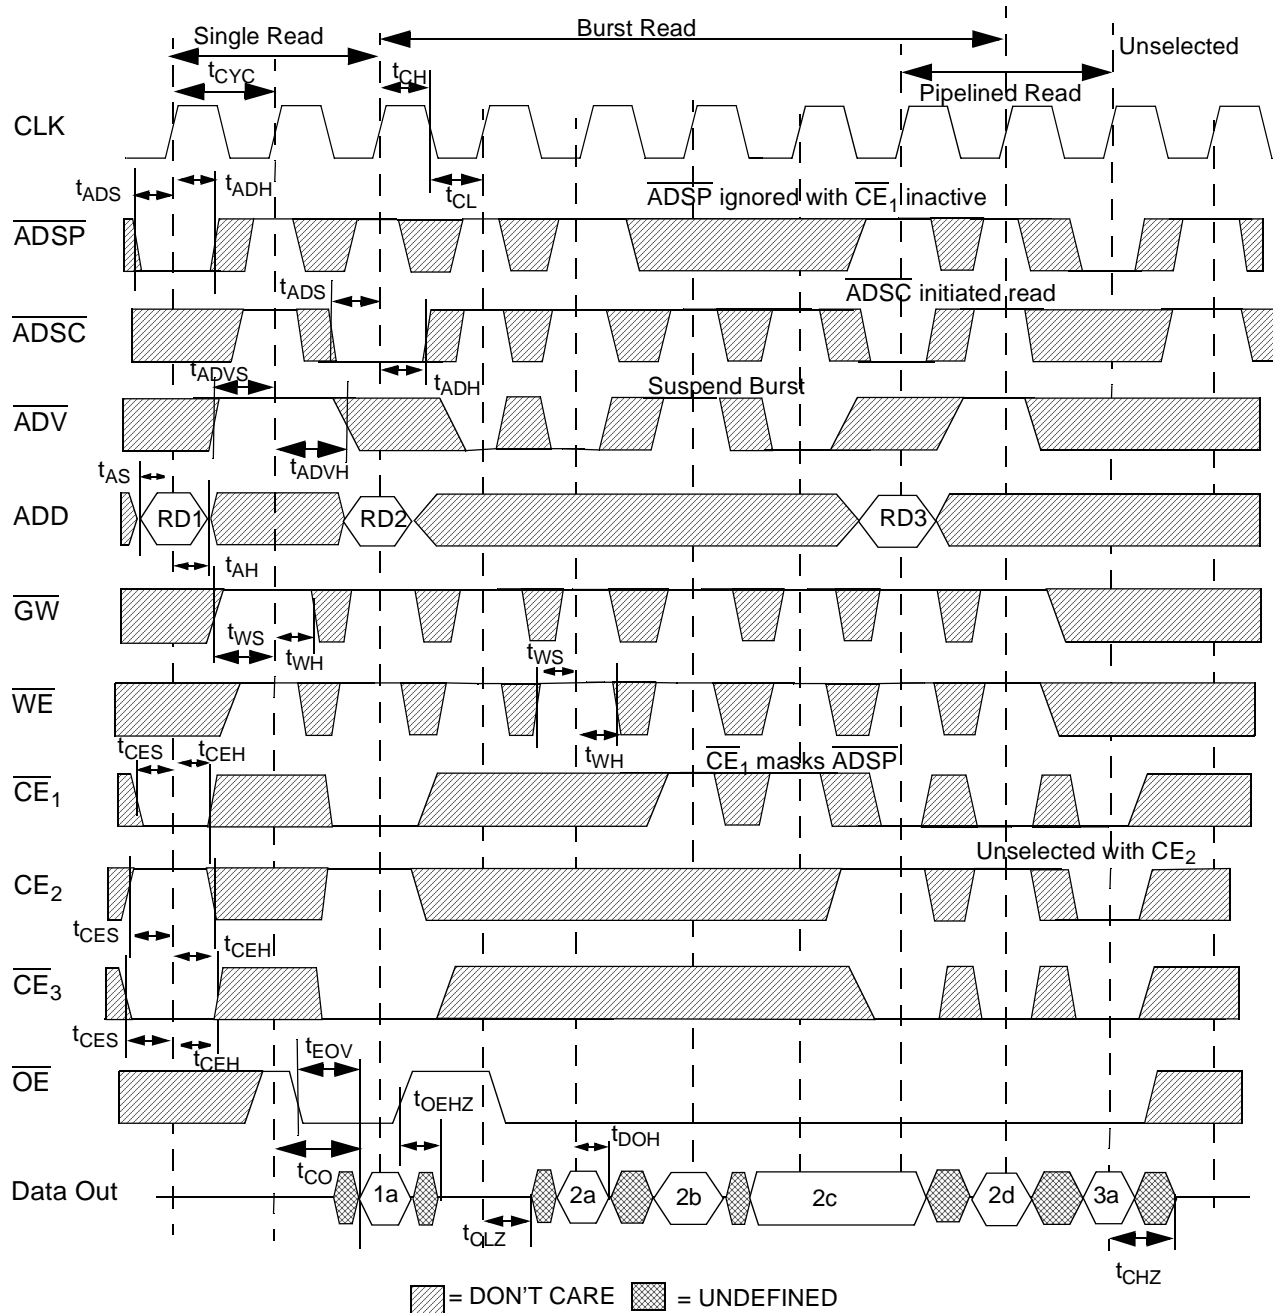 Single Read
Burst Read
Unselected
tCYC
tCH
Pipelined Read
CLK
tADS
tADH
tCL
ADSP ignored with CE1 inactive
ADSP
tADS
ADSC initiated read
ADSC
tADVS
tADH
Suspend Burst
ADV
tADVH
tAS
ADD
RD1
RD2
RD3
tAH
GW
tWS
tWH
tWS
WE
tCES
tCEH
tWH
CE1 masks ADSP
CE1
Unselected with CE2
CE2
tCES
tCEH
CE3
tCES
tCEH
tEOV
OE
tOEHZ
tDOH
tCO
Data Out
1a
2a
2b
2c
2d
3a
tOLZ
tCHZ
= DON'T CARE
= UNDEFINED